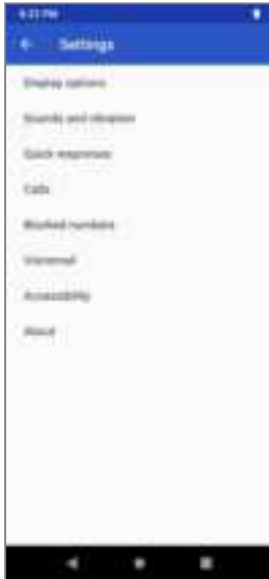 Settings
Display options
Sounds and vibration
Quick responses
Calls
Blocked numbers
Voicemail
Accessibility
About